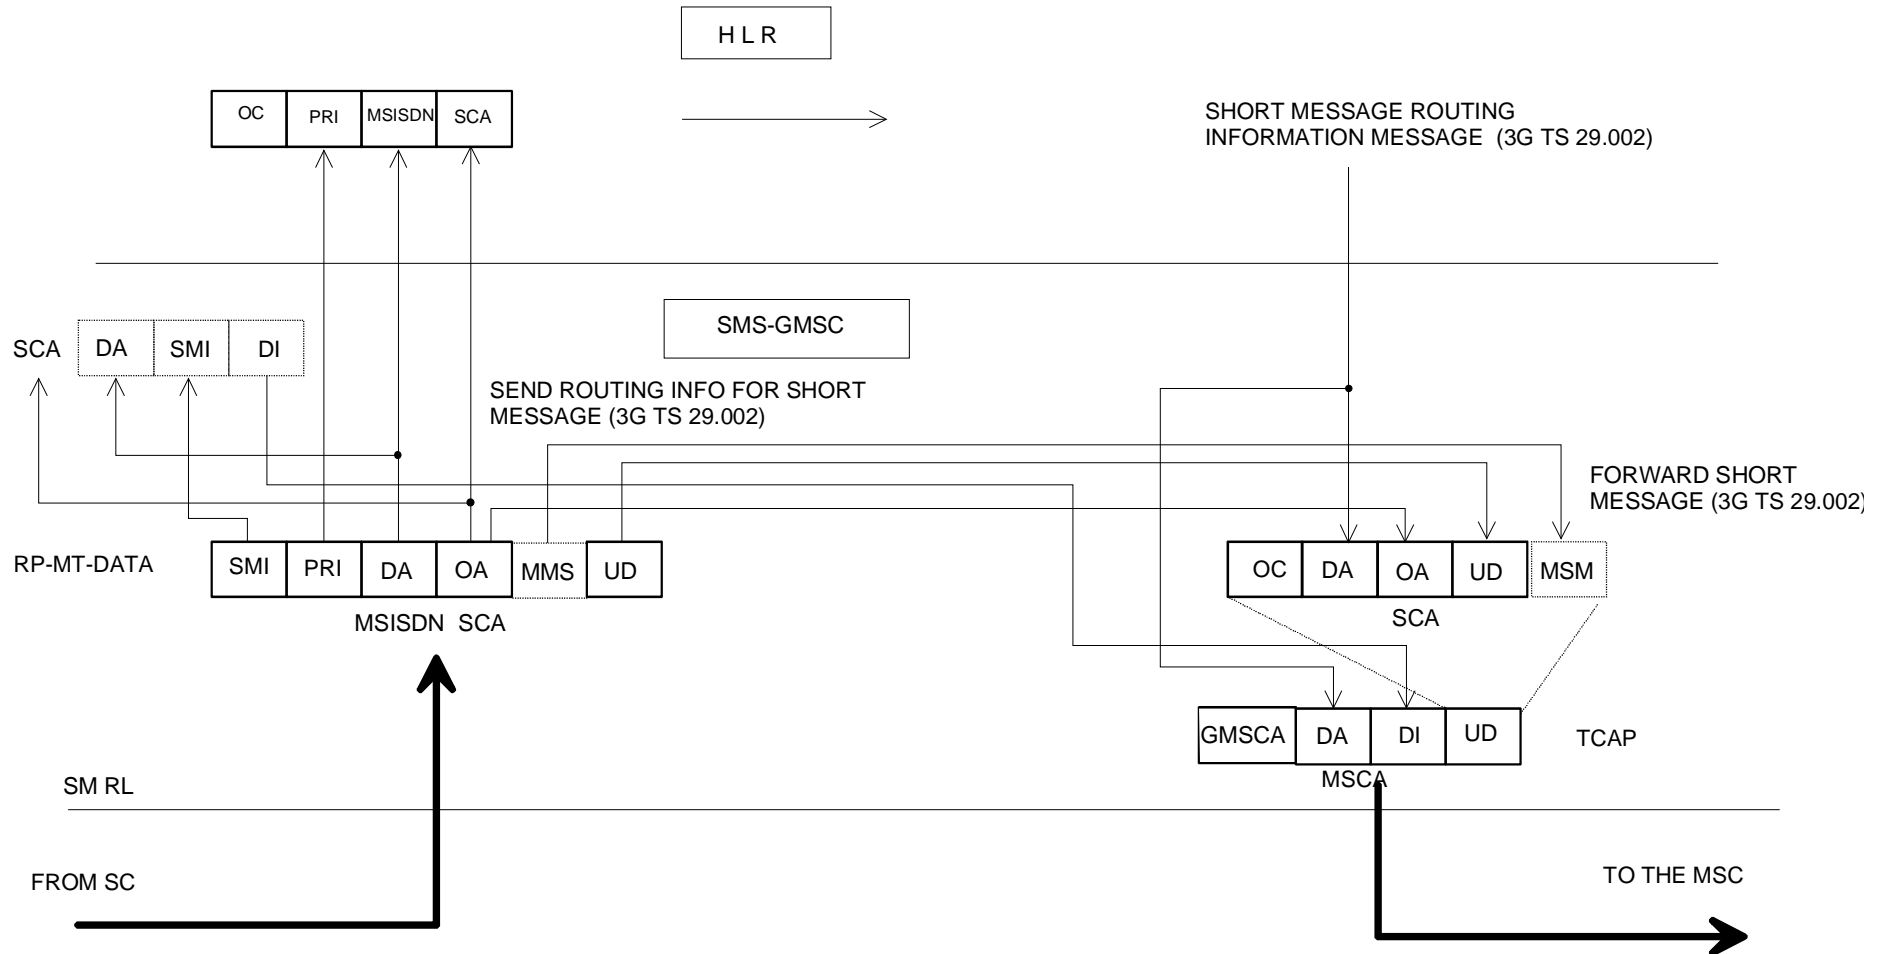 H L R
OC PRI MSISDN SCA
SHORT MESSAGE ROUTING
INFORMATION MESSAGE (3G TS 29.002)
SMS-GMSC
SCA DA SMI DI
SEND ROUTING INFO FOR SHORT
MESSAGE (3G TS 29.002)
FORWARD SHORT
MESSAGE (3G TS 29.002)
RP-MT-DATA SMI PRI DA OA MMS UD
OC DA OA UD MSM
MSISDN SCA
SCA
GMSCA DA DI UD TCAP
MSCA
SM RL
FROM SC
TO THE MSC